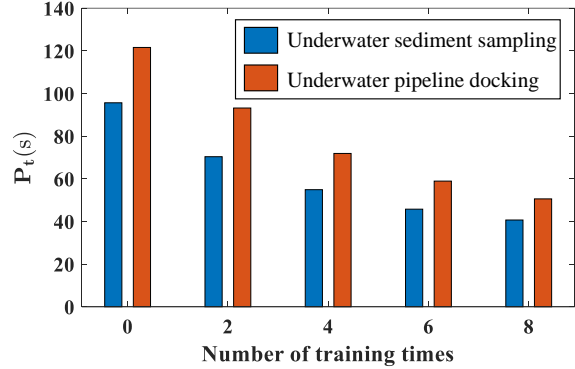 140
120
100
80
60
40
20
0
P_t(s)
Underwater sediment sampling
Underwater pipeline docking
0 2 4 6 8
Number of training times